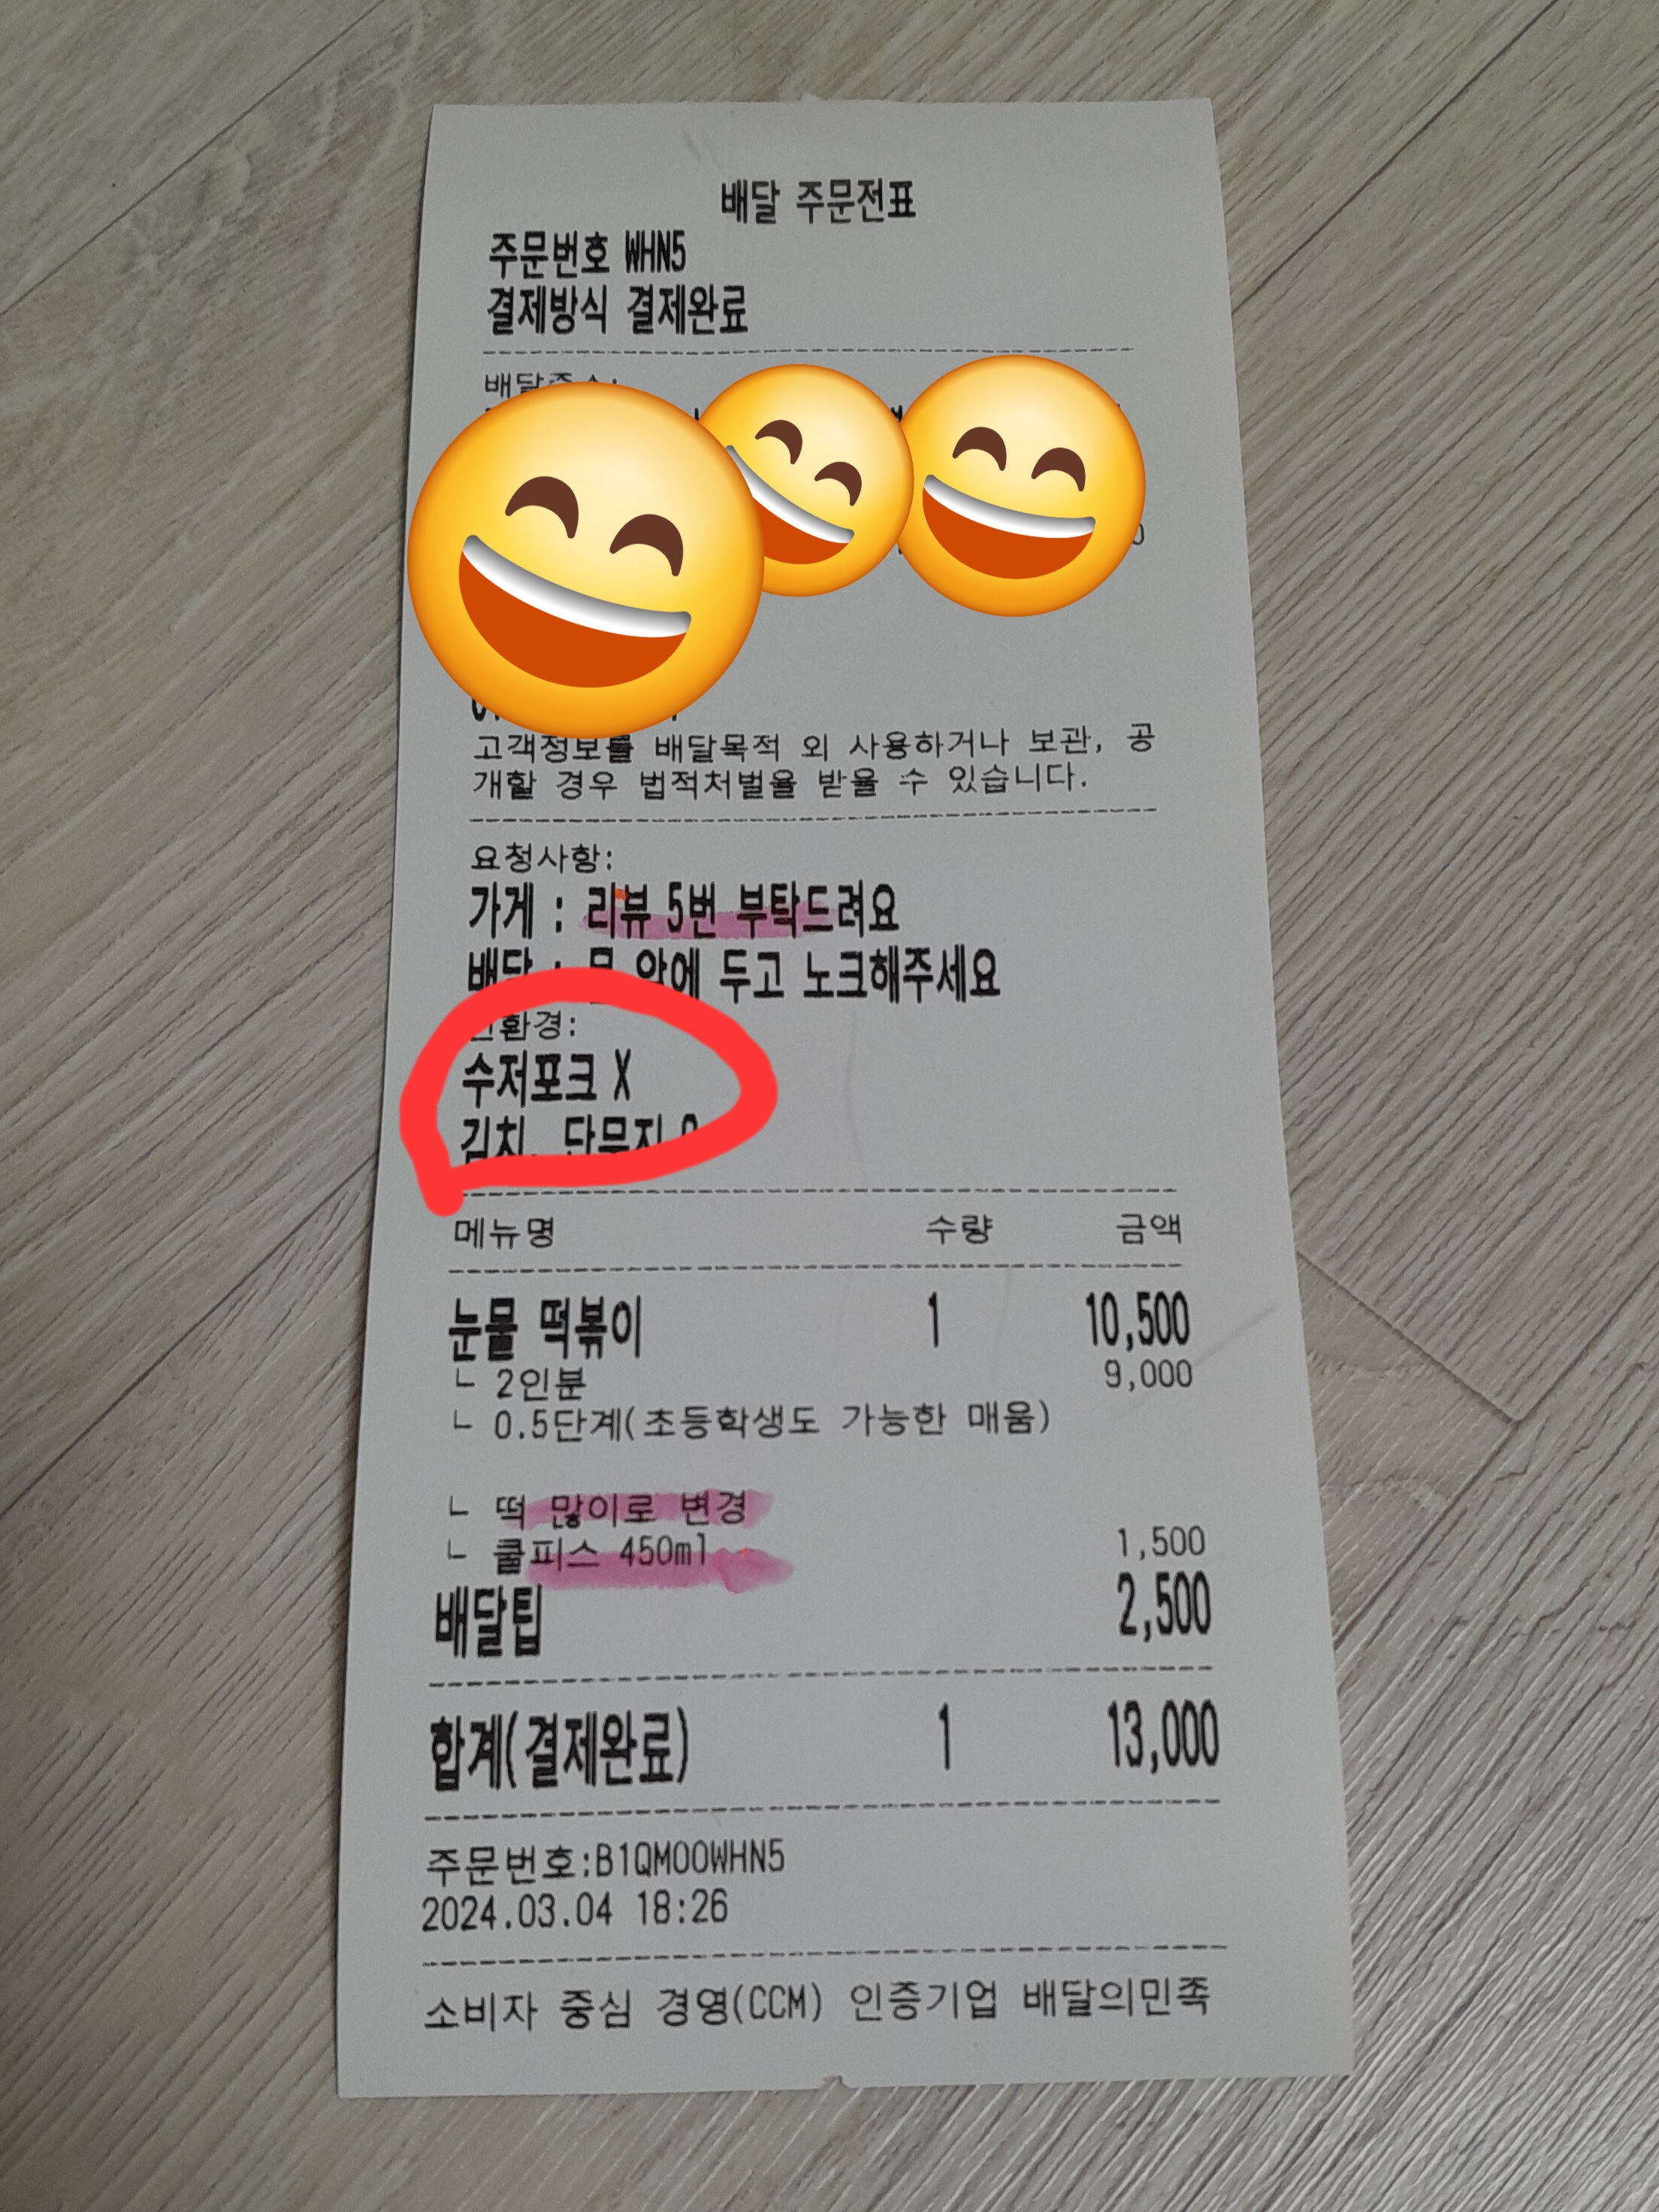 배달 주문전표
주문번호 WHN5
결제방식 결제완료
고객정보를 배달목적 외 사용하거나 보관, 공
개할 경우 법적처벌을 받을 수 있습니다.
요청사항:
가게 : 리뷰 5번 부탁드려요
배달 : 문 앞에 두고 노크해주세요
친환경:
수저포크 X
김치, 단무지
메뉴명 수량 금액
눈물 떡볶이 1 10,500
ㄴ 2인분 9,000
ㄴ 0.5단계(초등학생도 가능한 매움)
ㄴ 떡 많이로 변경
ㄴ 쿨피스 450ml 1,500
배달팁 2,500
합계(결제완료) 1 13,000
주문번호:B1QM00WHN5
2024.03.04 18:26
소비자 중심 경영(CCM) 인증기업 배달의민족